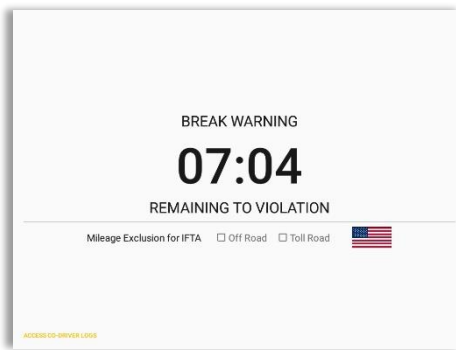 BREAK WARNING
07:04
REMAINING TO VIOLATION
Mileage Exclusion for IFTA Off Road Toll Road
ACCESS CO-DRIVER LOGS